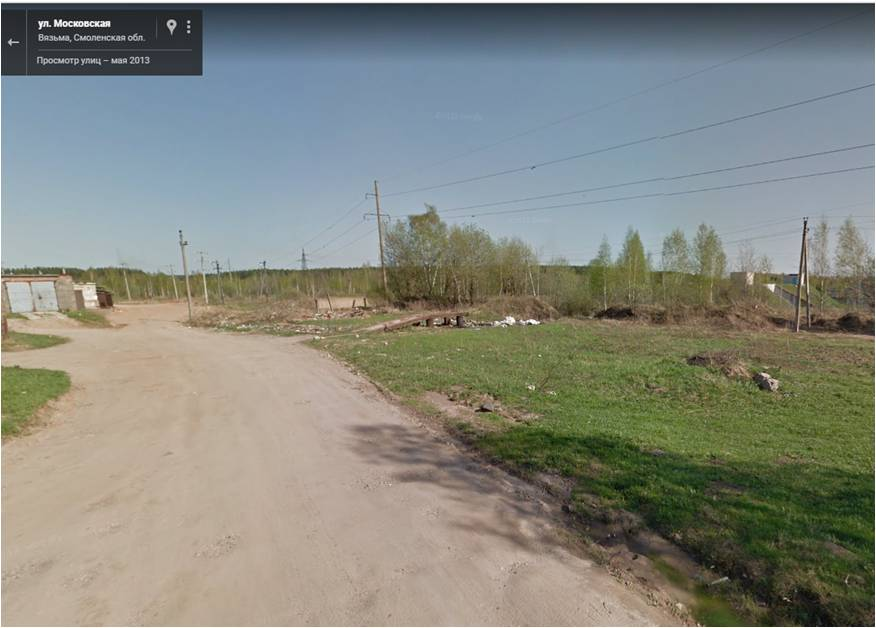 ул. Московская
Вязьма, Смоленская обл.
Просмотр улиц – мая 2013